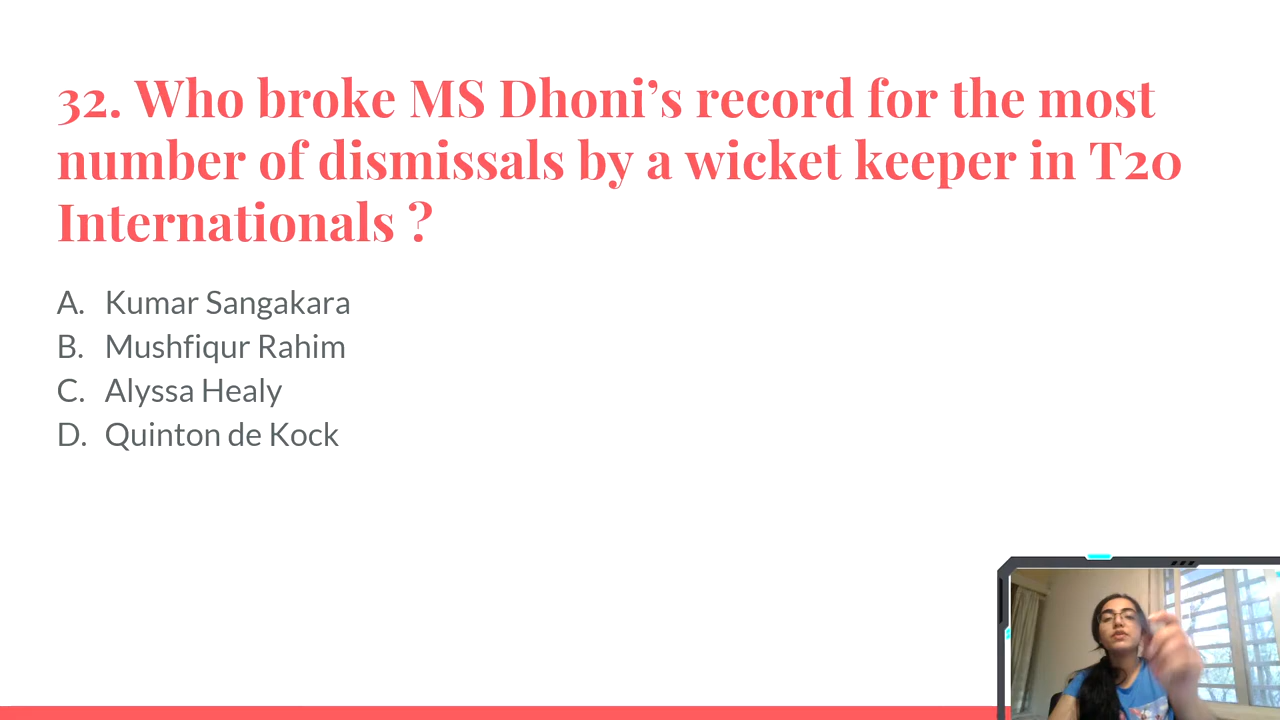 32. Who broke MS Dhoni’s record for the most
number of dismissals by a wicket keeper in T20
Internationals ?
A. Kumar Sangakara
B. Mushfiqur Rahim
C. Alyssa Healy
D. Quinton de Kock